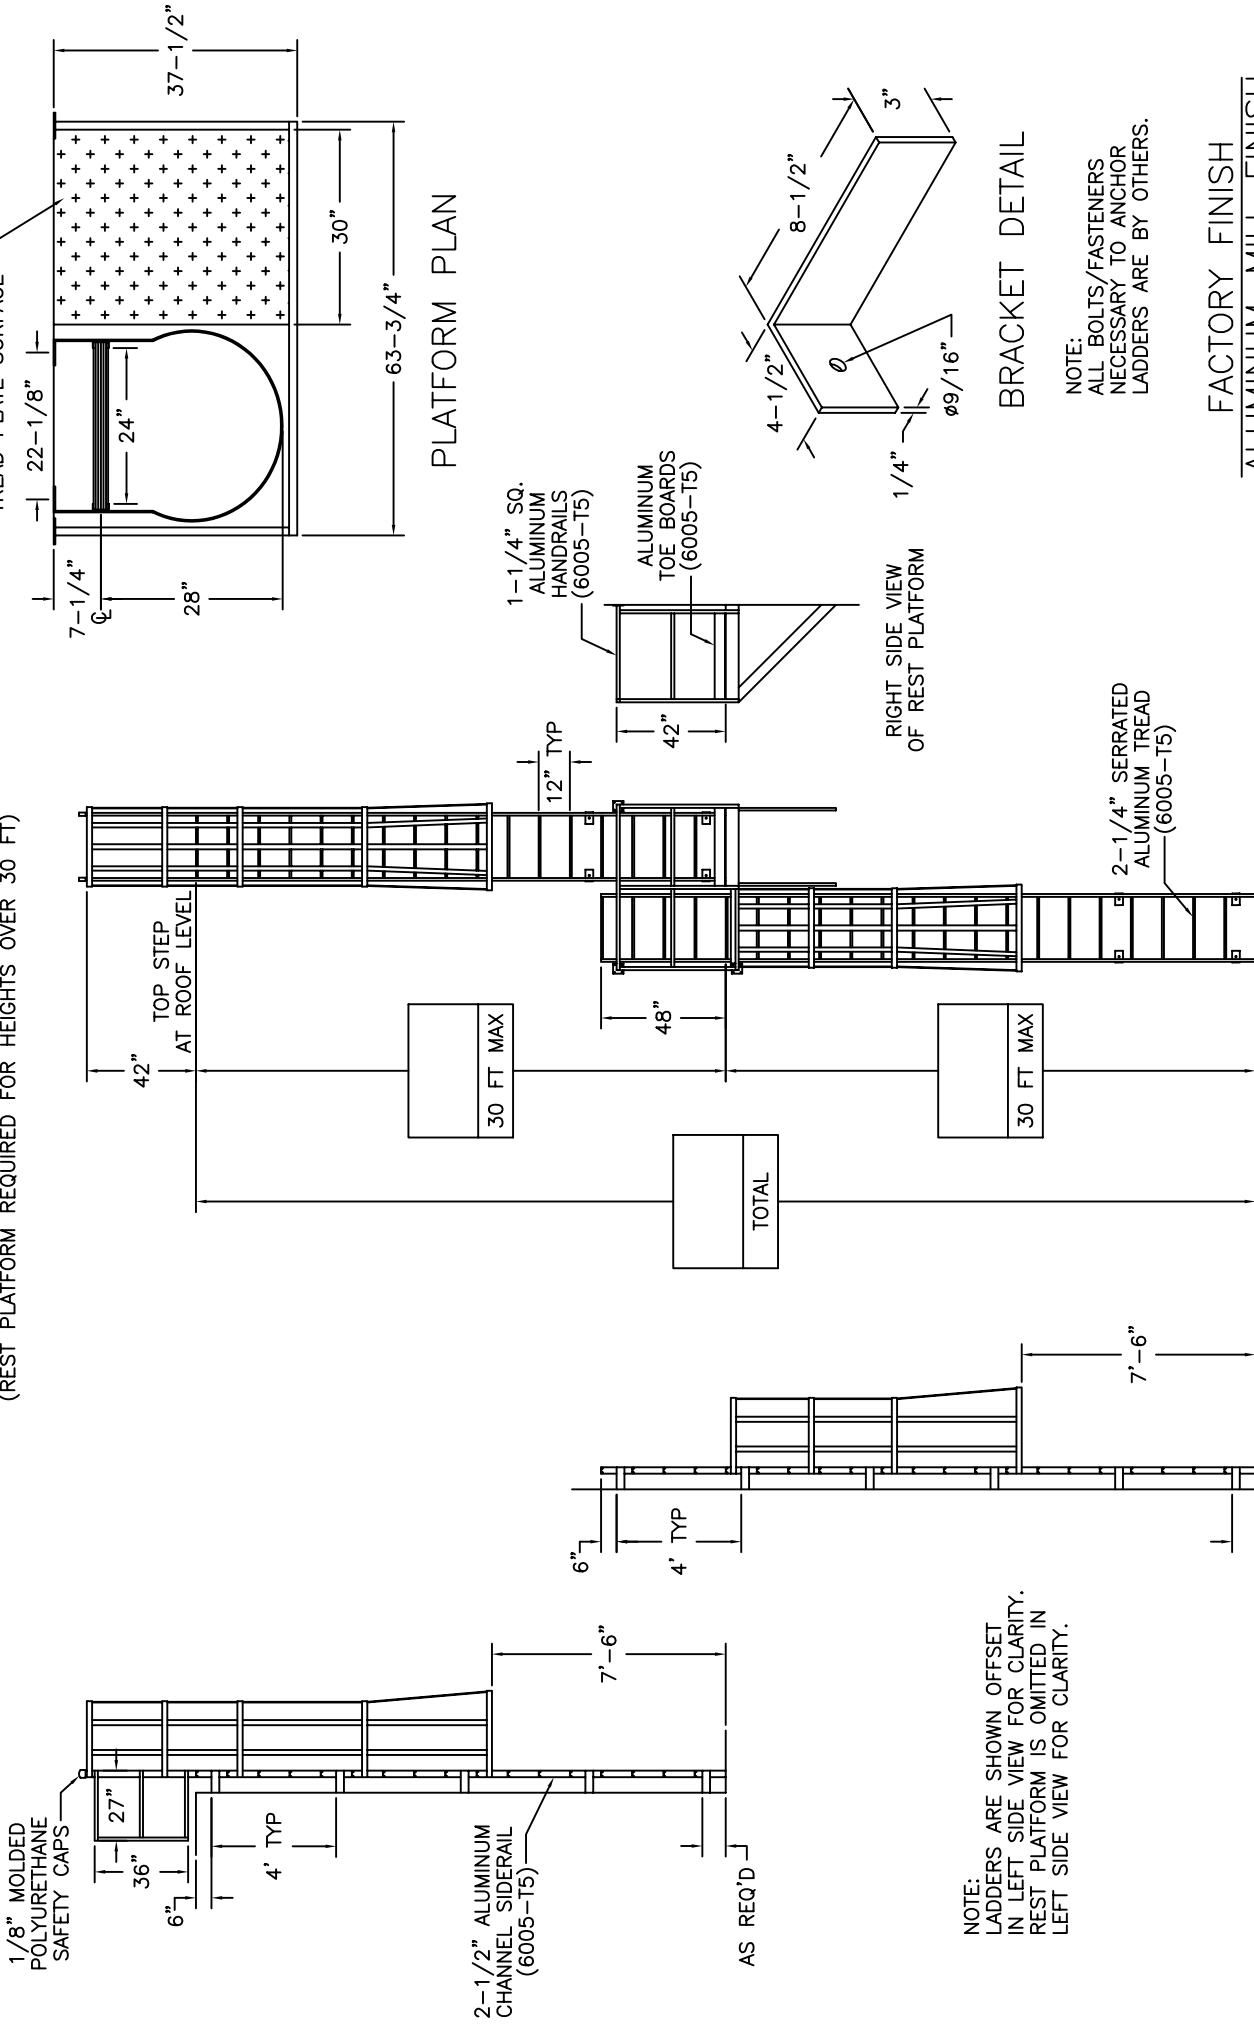 (REST PLATFORM REQUIRED FOR HEIGHTS OVER 30 FT)
1/8" MOLDED
POLYURETHANE
SAFETY CAPS
27"
36"
6"
4' TYP
2-1/2" ALUMINUM
CHANNEL SIDERAIL
(6005-T5)
7'-6"
AS REQ'D
6"
4' TYP
7'-6"
NOTE:
LADDERS ARE SHOWN OFFSET
IN LEFT SIDE VIEW FOR CLARITY.
REST PLATFORM IS OMITTED IN
LEFT SIDE VIEW FOR CLARITY.
42"
TOP STEP
AT ROOF LEVEL
30 FT MAX
TOTAL
48"
30 FT MAX
12" TYP
2-1/4" SERRATED
ALUMINUM TREAD
(6005-T5)
42"
1-1/4" SQ.
ALUMINUM
HANDRAILS
(6005-T5)
ALUMINUM
TOE BOARDS
(6005-T5)
RIGHT SIDE VIEW
OF REST PLATFORM
7-1/4"
℄
28"
22-1/8"
24"
37-1/2"
30"
63-3/4"
PLATFORM PLAN
4-1/2"
8-1/2"
3"
1/4"
ø9/16"
BRACKET DETAIL
NOTE:
ALL BOLTS/FASTENERS
NECESSARY TO ANCHOR
LADDERS ARE BY OTHERS.
FACTORY FINISH